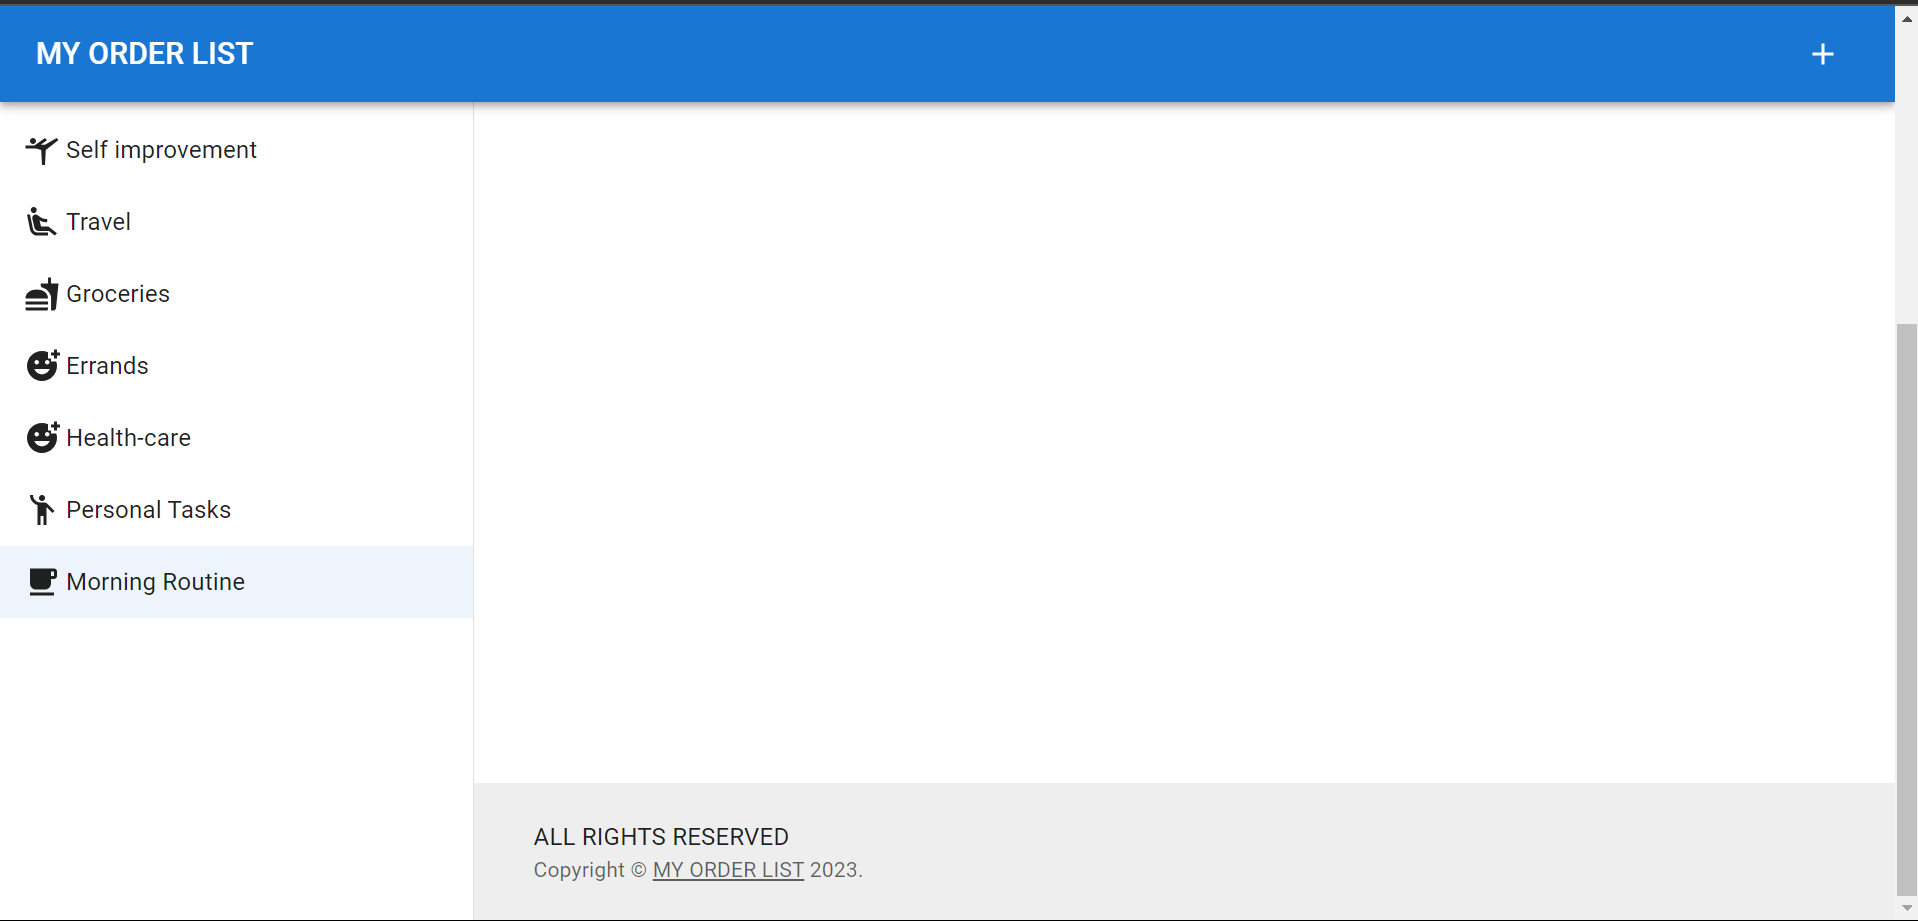 MY ORDER LIST
Self improvement
Travel
Groceries
Errands
Health-care
Personal Tasks
Morning Routine
ALL RIGHTS RESERVED
Copyright © MY ORDER LIST 2023.